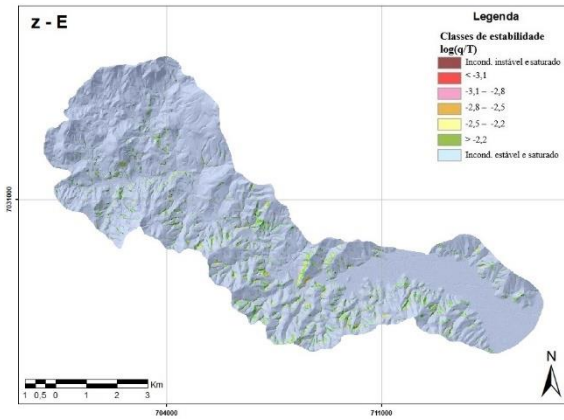 z - E
Legenda
Classes de estabilidade
log(q/T)
Incond. instável e saturado
< -3,1
-3,1 – -2,8
-2,8 – -2,5
-2,5 – -2,2
> -2,2
Incond. estável e saturado
7031000
N
Km
1 0,5 0 1 2 3
704000
711000